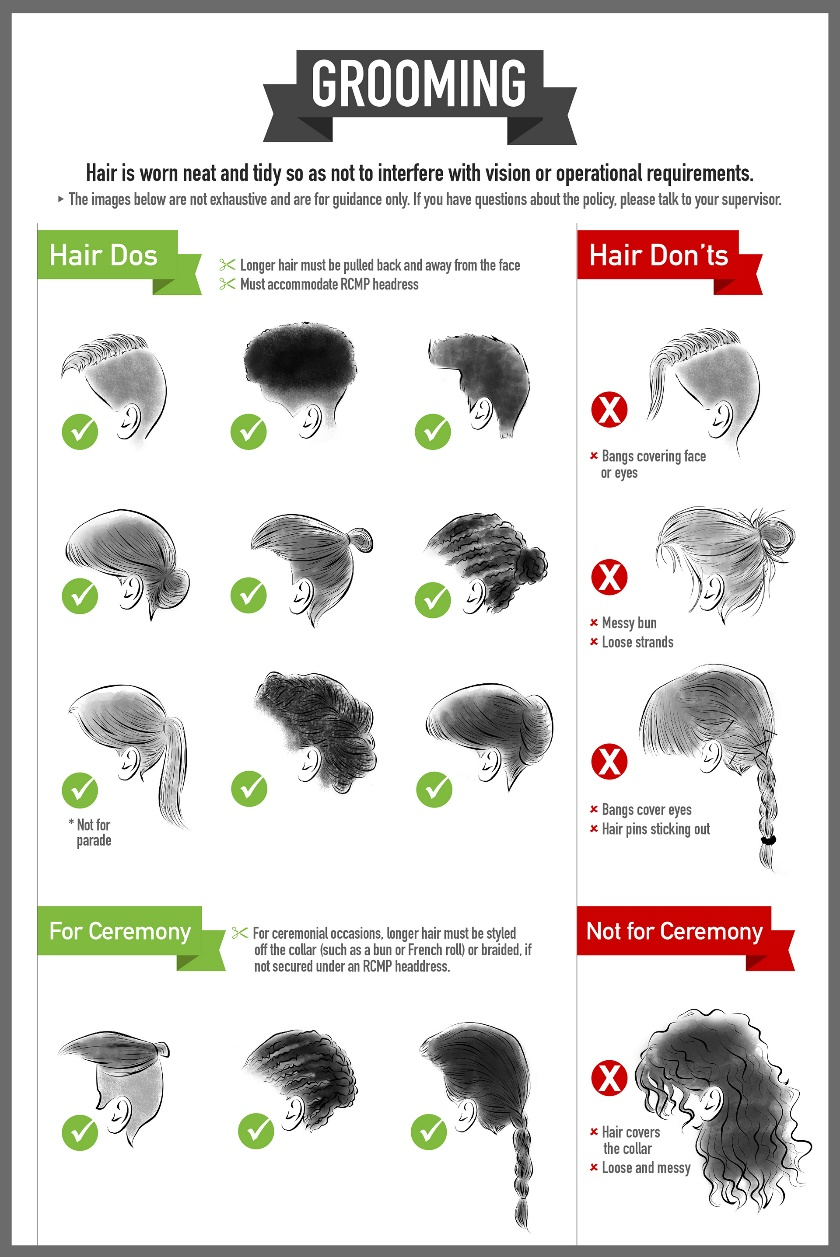 GROOMING
Hair is worn neat and tidy so as not to interfere with vision or operational requirements.
▸ The images below are not exhaustive and are for guidance only. If you have questions about the policy, please talk to your supervisor.
Hair Dos
Longer hair must be pulled back and away from the face
Must accommodate RCMP headress
* Not for
parade
Hair Don'ts
X
× Bangs covering face
or eyes
X
× Messy bun
× Loose strands
X
× Bangs cover eyes
× Hair pins sticking out
For Ceremony
For ceremonial occasions, longer hair must be styled
off the collar (such as a bun or French roll) or braided, if
not secured under an RCMP headdress.
Not for Ceremony
X
× Hair covers
the collar
× Loose and messy